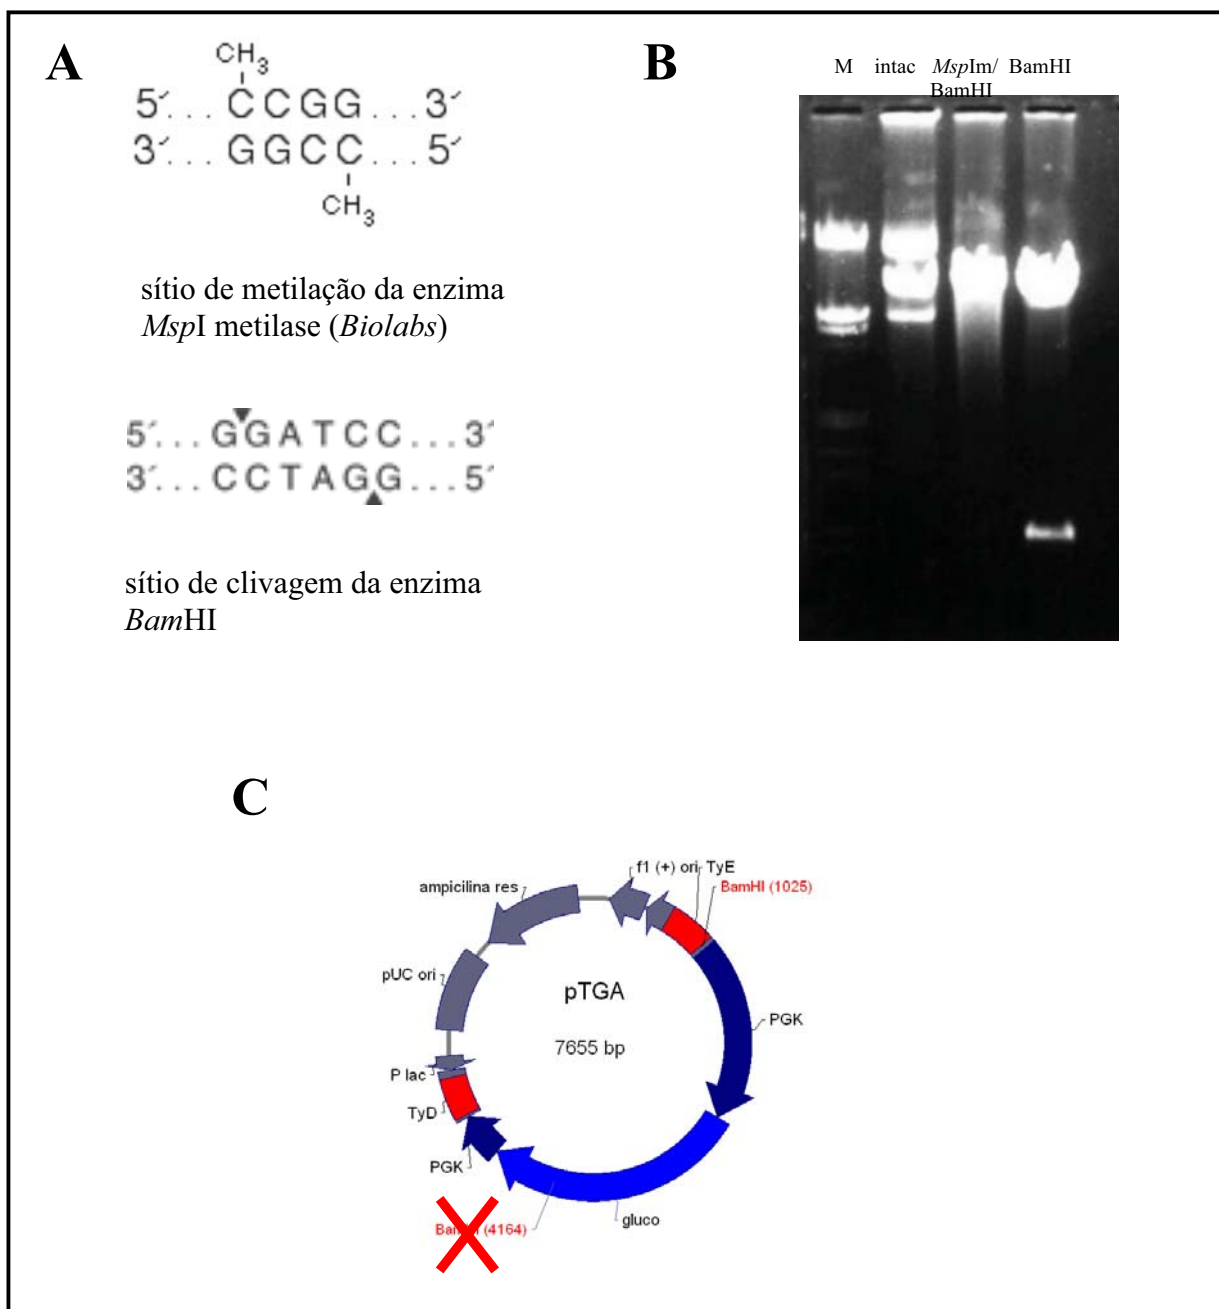 A
CH3
5´...CCGG...3´
3´...GGCC...5´
CH3
sítio de metilação da enzima
MspI metilase (Biolabs)
5´...GGATCC...3´
3´...CCTAGG...5´
sítio de clivagem da enzima
BamHI
B
M intac MspIm/ BamHI
BamHI
C
f1 (+) ori
TyE
BamHI (1025)
ampicilina res
pUC ori
pTGA
7655 bp
PGK
P lac
TyD
PGK
gluco
(4164)